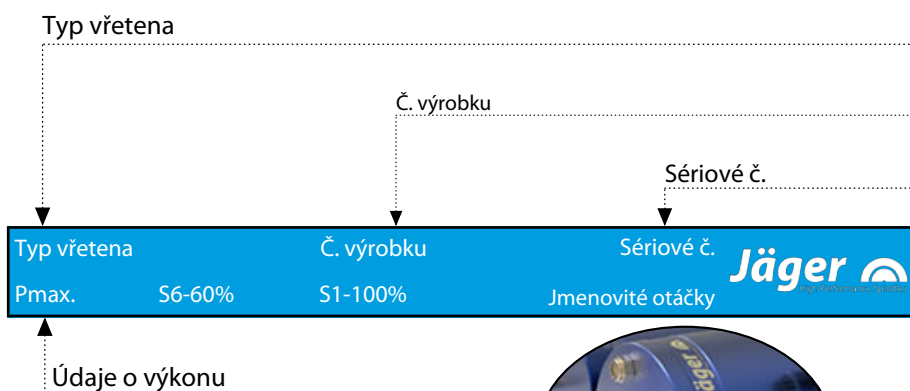 Typ vřetena
Č. výrobku
Sériové č.
Typ vřetena Č. výrobku Sériové č.
Jäger
Pmax. S6-60% S1-100% Jmenovité otáčky
Údaje o výkonu